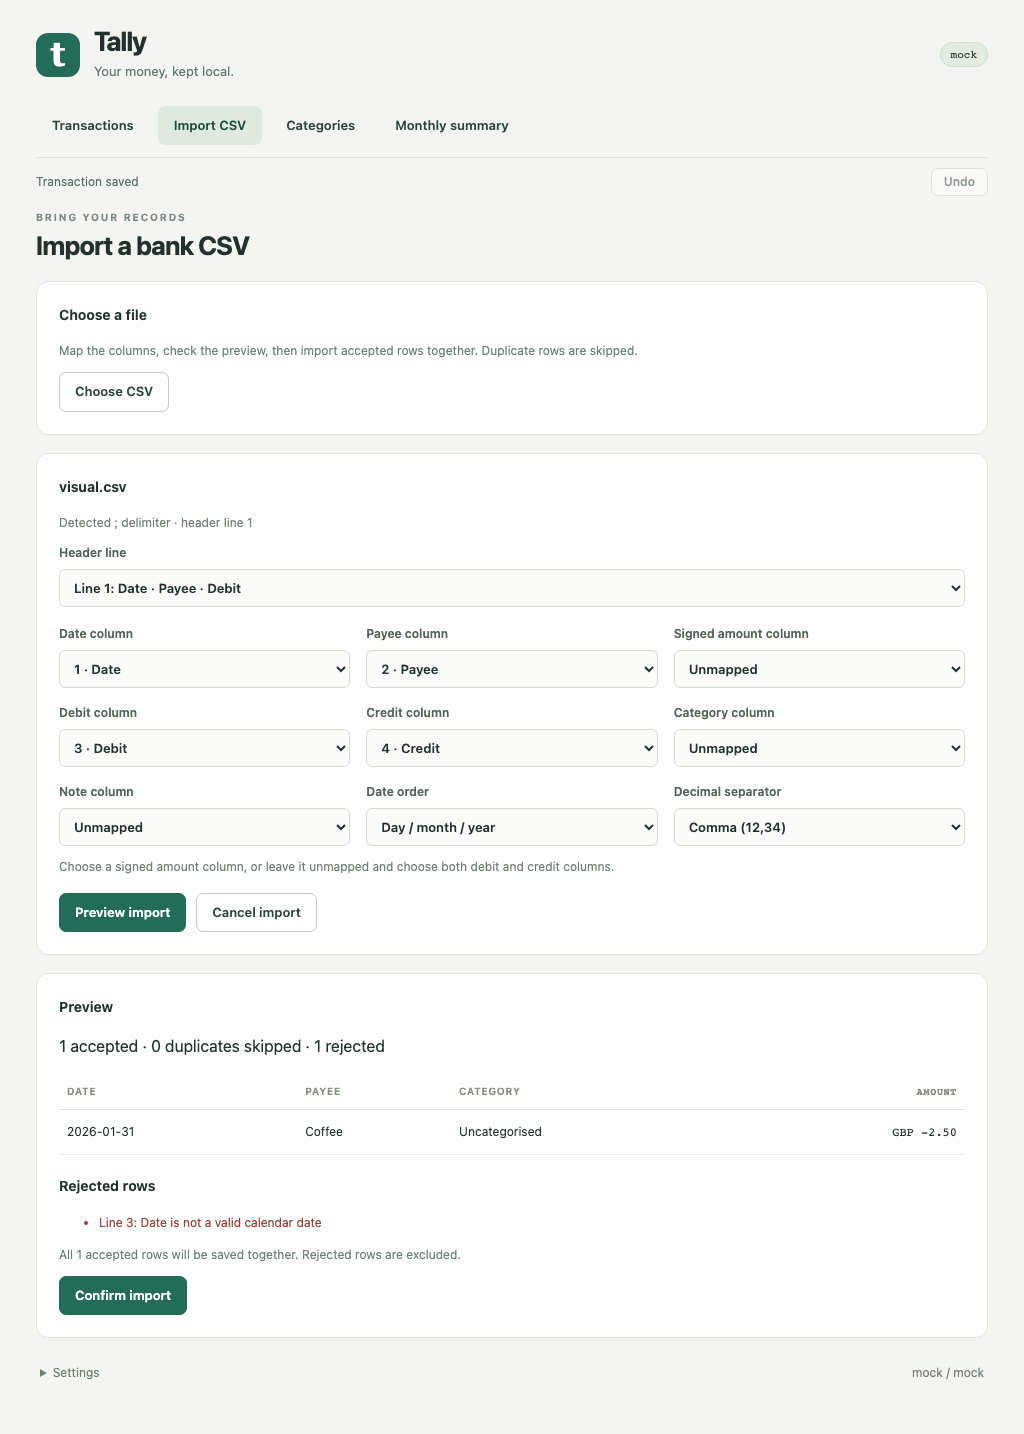 t
Tally
Your money, kept local.
mock
Transactions Import CSV Categories Monthly summary
Transaction saved Undo
BRING YOUR RECORDS
Import a bank CSV
Choose a file
Map the columns, check the preview, then import accepted rows together. Duplicate rows are skipped.
Choose CSV
visual.csv
Detected ; delimiter · header line 1
Header line
Line 1: Date · Payee · Debit
Date column Payee column Signed amount column
1 · Date 2 · Payee Unmapped
Debit column Credit column Category column
3 · Debit 4 · Credit Unmapped
Note column Date order Decimal separator
Unmapped Day / month / year Comma (12,34)
Choose a signed amount column, or leave it unmapped and choose both debit and credit columns.
Preview import Cancel import
Preview
1 accepted · 0 duplicates skipped · 1 rejected
DATE PAYEE CATEGORY AMOUNT
2026-01-31 Coffee Uncategorised GBP −2.50
Rejected rows
• Line 3: Date is not a valid calendar date
All 1 accepted rows will be saved together. Rejected rows are excluded.
Confirm import
Settings mock / mock